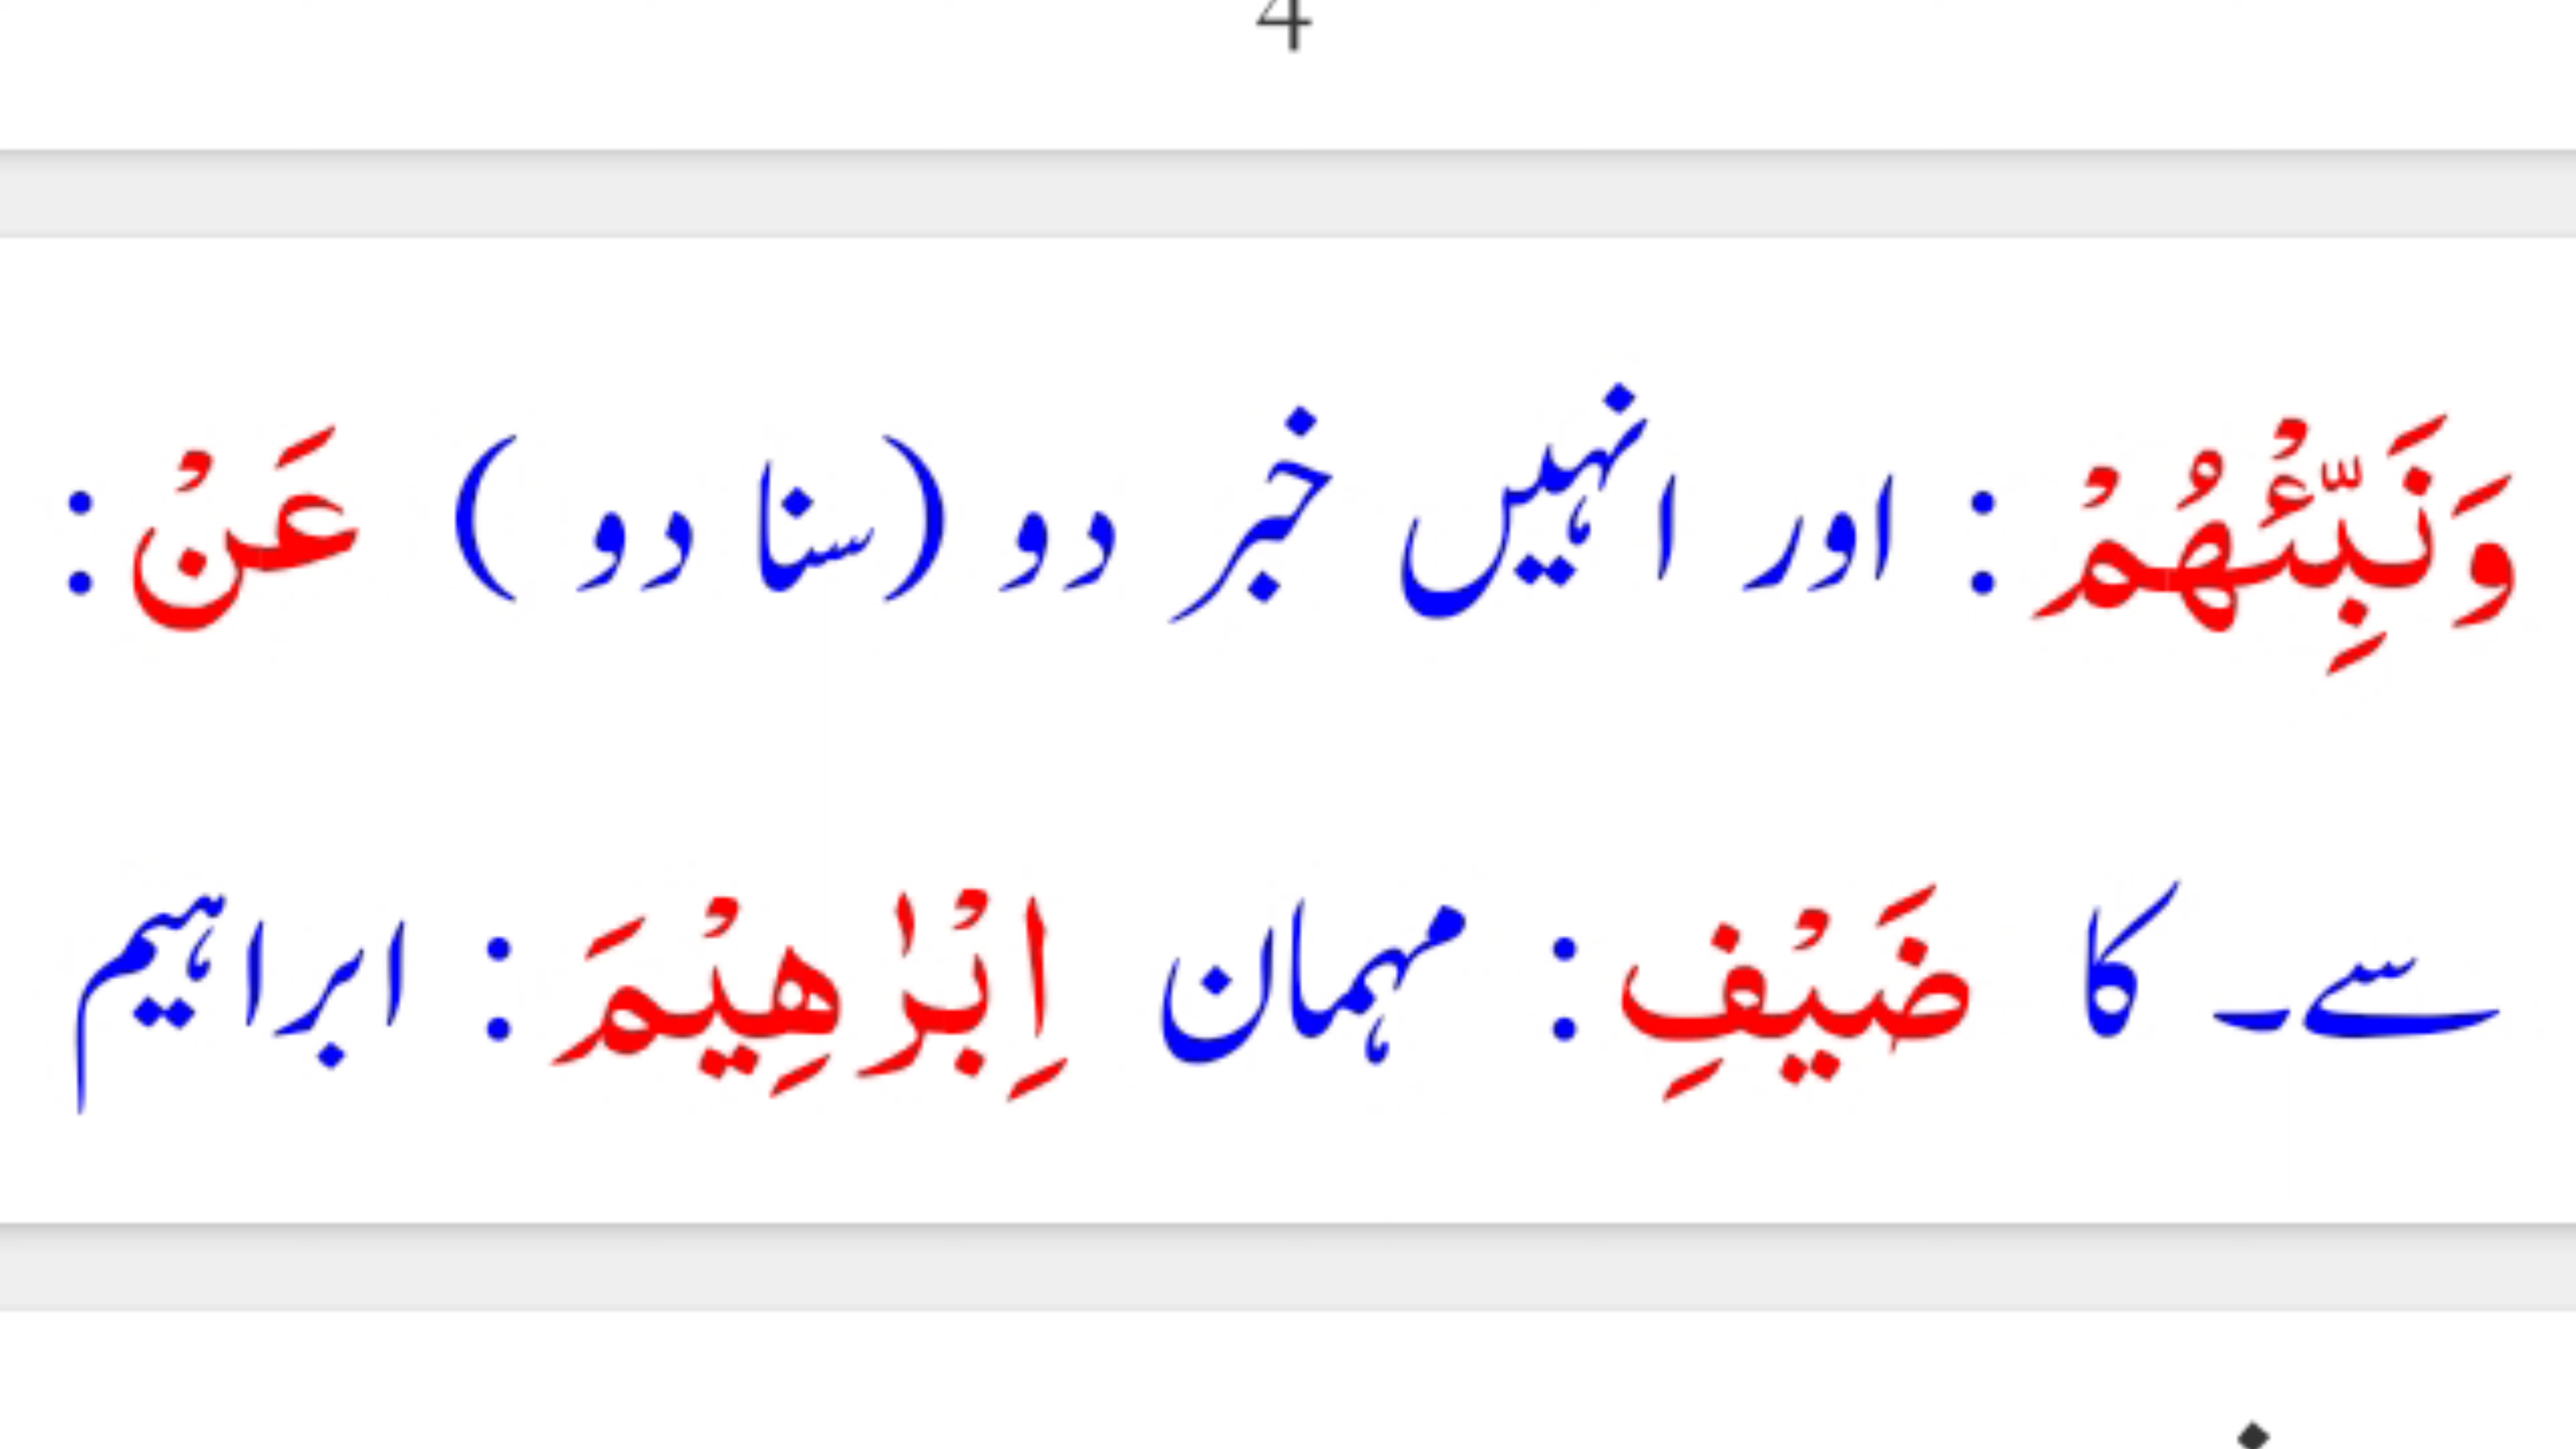 4
وَنَبِّئْهُمْ : اور انہیں خبر دو (سنا دو ) عَنْ :
سے۔ کا ضَيْفِ : مہمان اِبْرٰهِيْمَ : ابراہیم